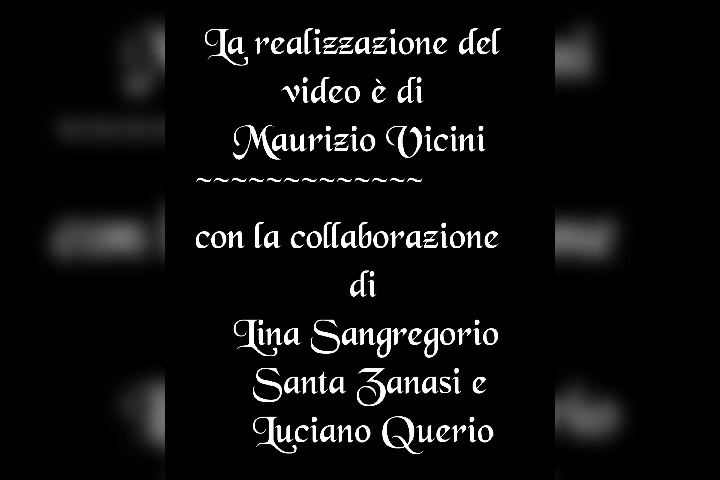 La realizzazione del
video è di
Maurizio Vicini
~~~~~~~~~~~~~
con la collaborazione
di
Lina Sangregorio
Santa Zanasi e
Luciano Querio